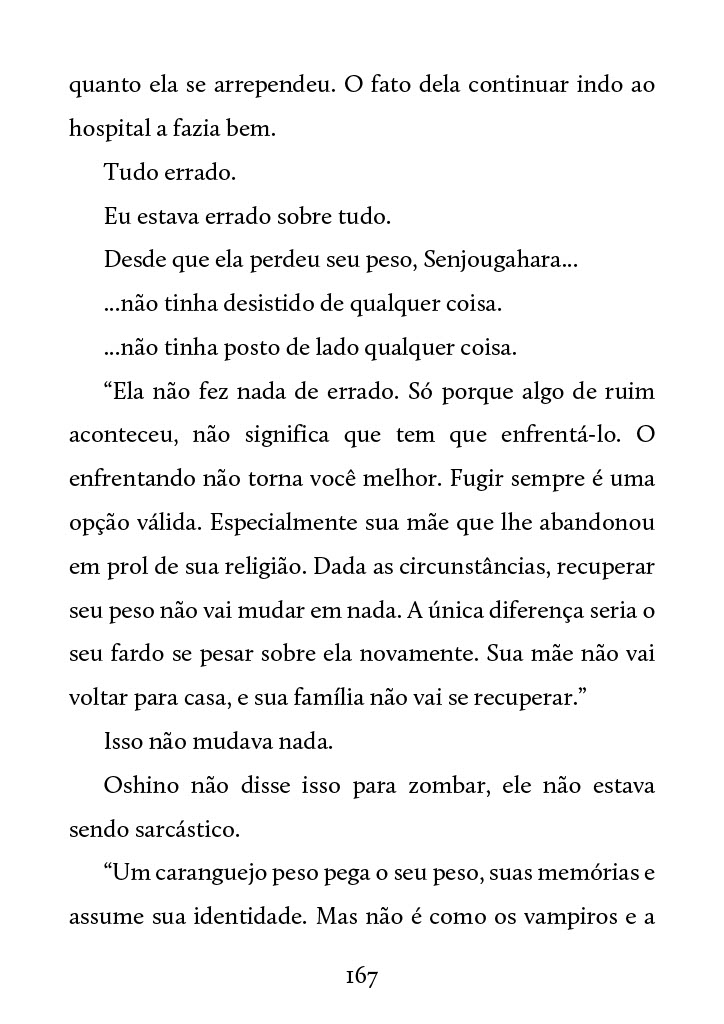 quanto ela se arrependeu. O fato dela continuar indo ao
hospital a fazia bem.
Tudo errado.
Eu estava errado sobre tudo.
Desde que ela perdeu seu peso, Senjougahara...
...não tinha desistido de qualquer coisa.
...não tinha posto de lado qualquer coisa.
“Ela não fez nada de errado. Só porque algo de ruim
aconteceu, não significa que tem que enfrentá-lo. O
enfrentando não torna você melhor. Fugir sempre é uma
opção válida. Especialmente sua mãe que lhe abandonou
em prol de sua religião. Dada as circunstâncias, recuperar
seu peso não vai mudar em nada. A única diferença seria o
seu fardo se pesar sobre ela novamente. Sua mãe não vai
voltar para casa, e sua família não vai se recuperar.”
Isso não mudava nada.
Oshino não disse isso para zombar, ele não estava
sendo sarcástico.
“Um caranguejo peso pega o seu peso, suas memórias e
assume sua identidade. Mas não é como os vampiros e a
167